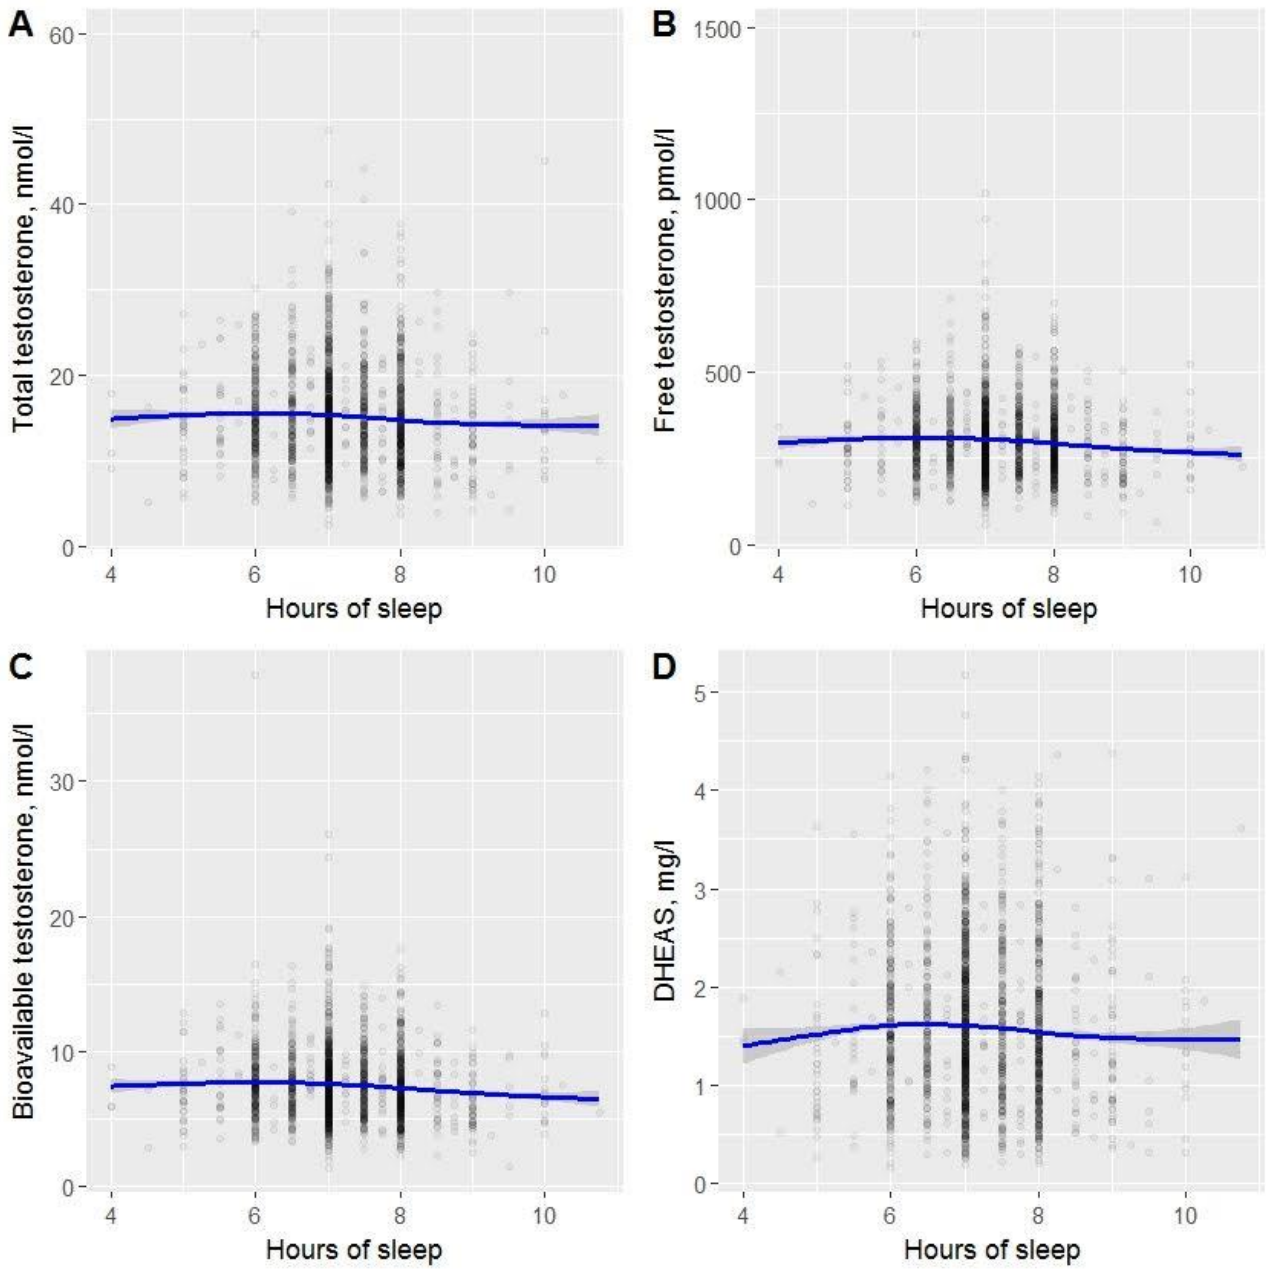 A
Total testosterone, nmol/l
60
40
20
0
4 6 8 10
Hours of sleep
B
Free testosterone, pmol/l
1500
1000
500
0
4 6 8 10
Hours of sleep
C
Bioavailable testosterone, nmol/l
30
20
10
0
4 6 8 10
Hours of sleep
D
DHEAS, mg/l
5
4
3
2
1
0
4 6 8 10
Hours of sleep